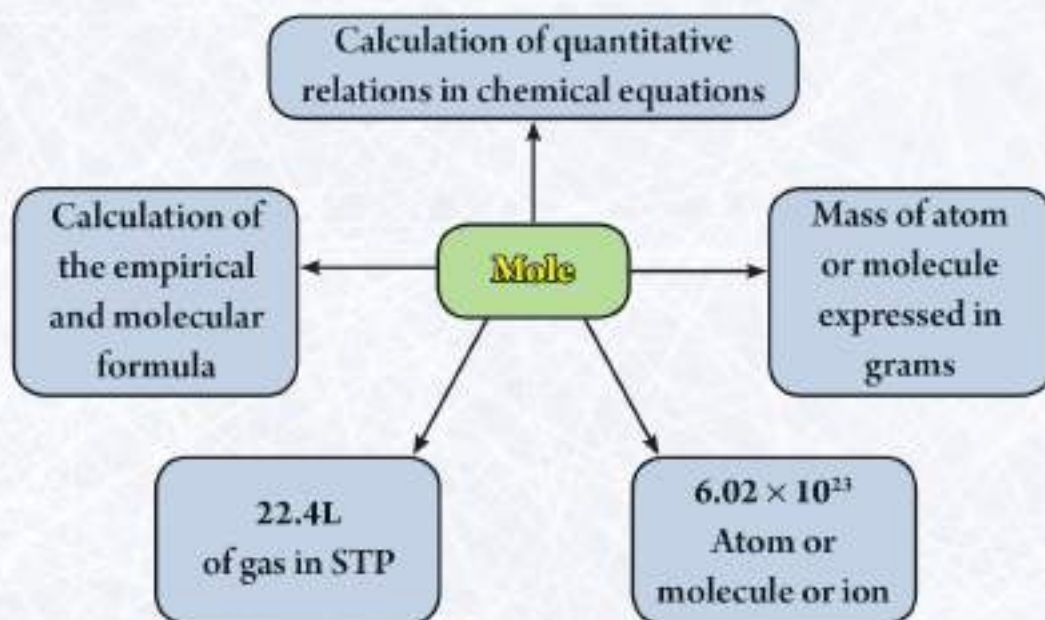 Calculation of quantitative
relations in chemical equations
Calculation of
the empirical
and molecular
formula
Mole
Mass of atom
or molecule
expressed in
grams
22.4L
of gas in STP
6.02 × 10²³
Atom or
molecule or ion